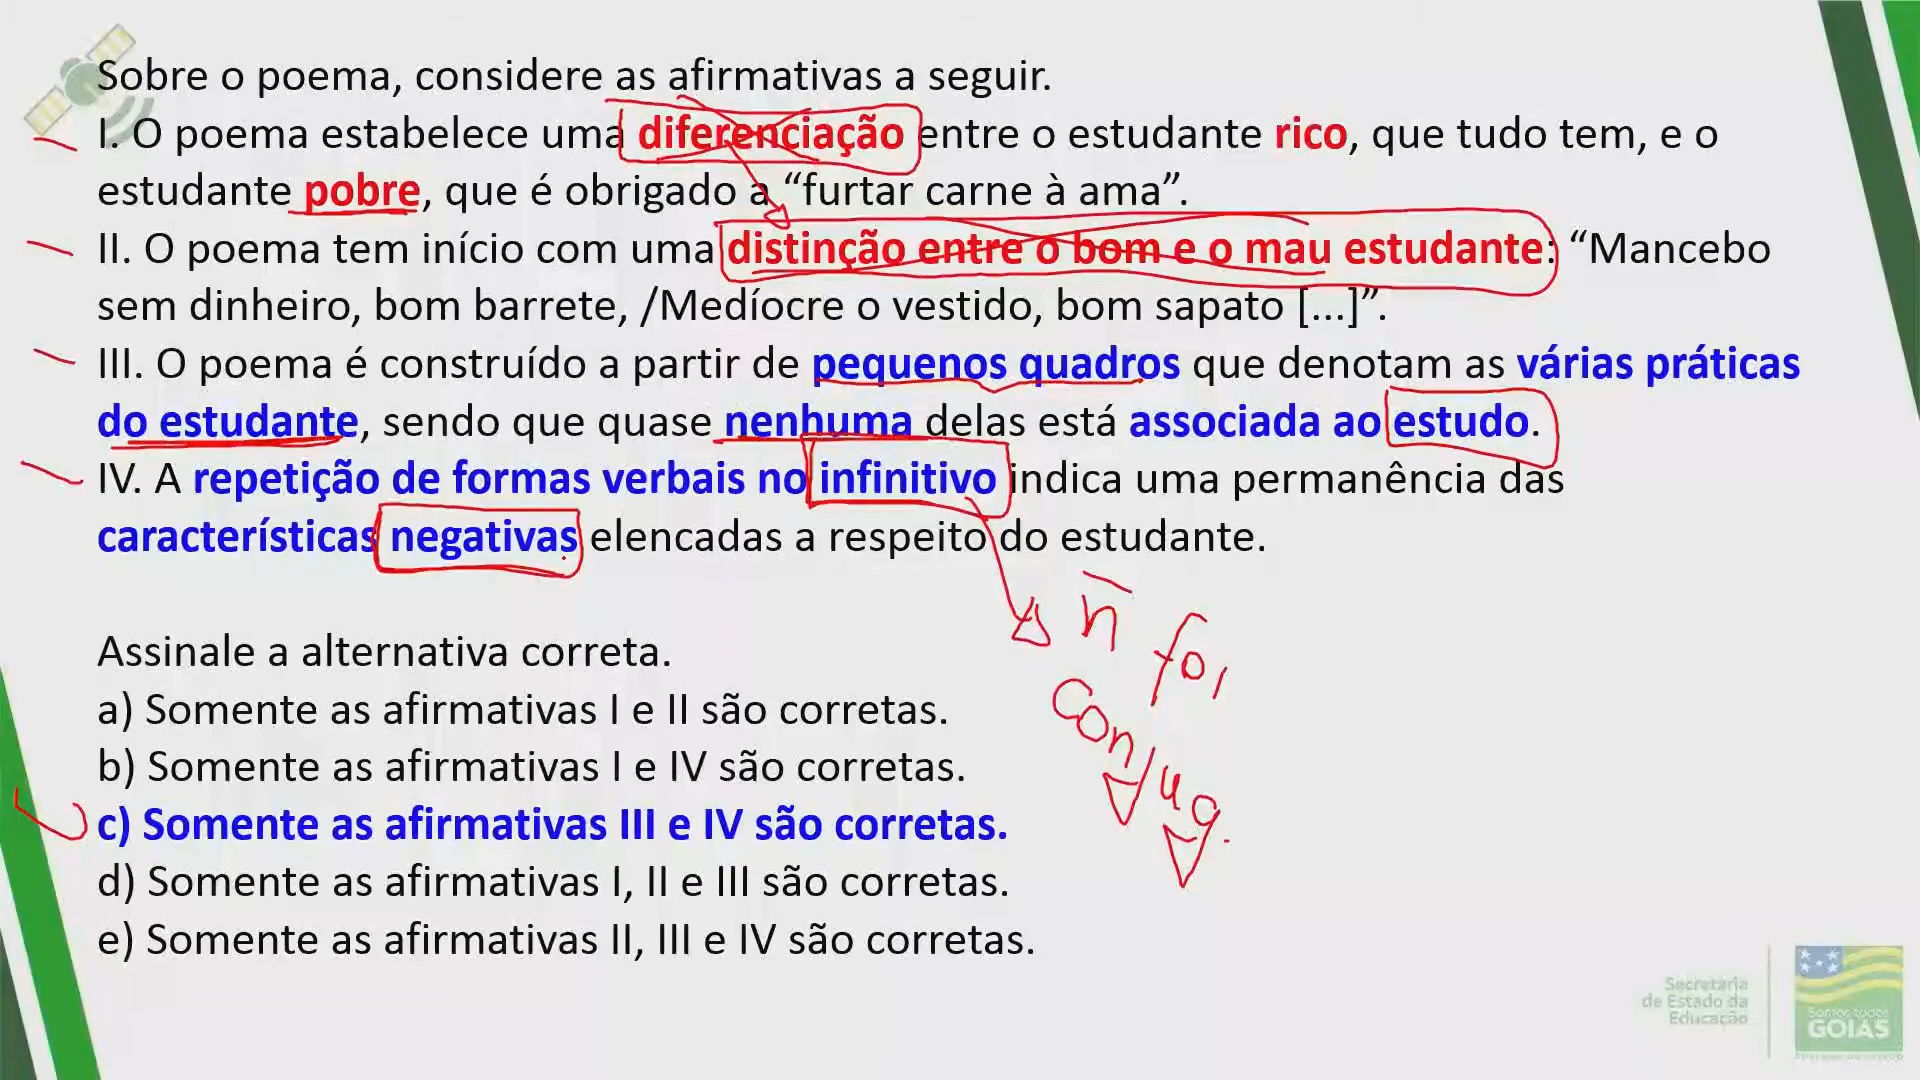 Sobre o poema, considere as afirmativas a seguir.
I. O poema estabelece uma diferenciação entre o estudante rico, que tudo tem, e o
estudante pobre, que é obrigado a “furtar carne à ama”.
II. O poema tem início com uma distinção entre o bom e o mau estudante: “Mancebo
sem dinheiro, bom barrete, /Medíocre o vestido, bom sapato [...]”.
III. O poema é construído a partir de pequenos quadros que denotam as várias práticas
do estudante, sendo que quase nenhuma delas está associada ao estudo.
IV. A repetição de formas verbais no infinitivo indica uma permanência das
características negativas elencadas a respeito do estudante.
n foi
conjug.
Assinale a alternativa correta.
a) Somente as afirmativas I e II são corretas.
b) Somente as afirmativas I e IV são corretas.
c) Somente as afirmativas III e IV são corretas.
d) Somente as afirmativas I, II e III são corretas.
e) Somente as afirmativas II, III e IV são corretas.
Secretaria
de Estado da
Educação
Somos todos
GOIÁS